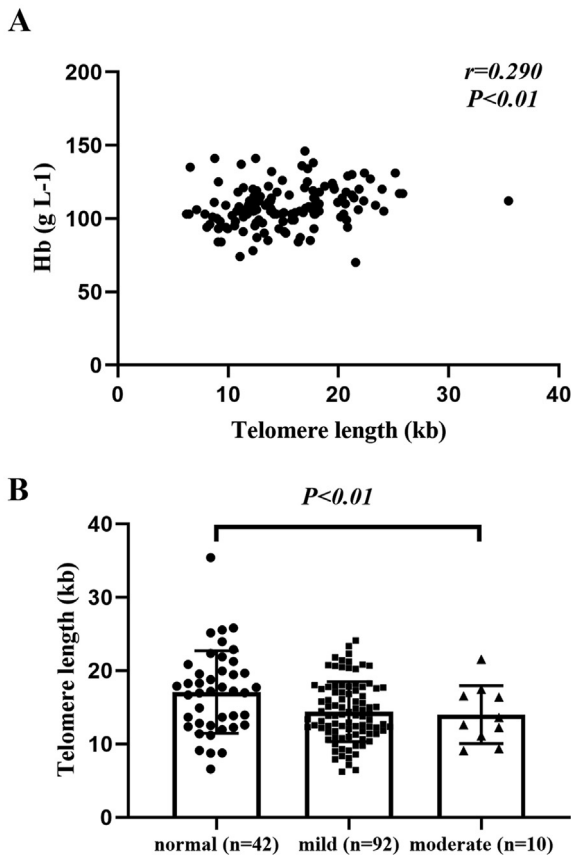 A
r=0.290
P<0.01
200
150
100
50
0
Hb (g L-1)
0 10 20 30 40
Telomere length (kb)
B
P<0.01
40
30
20
10
0
Telomere length (kb)
normal (n=42) mild (n=92) moderate (n=10)